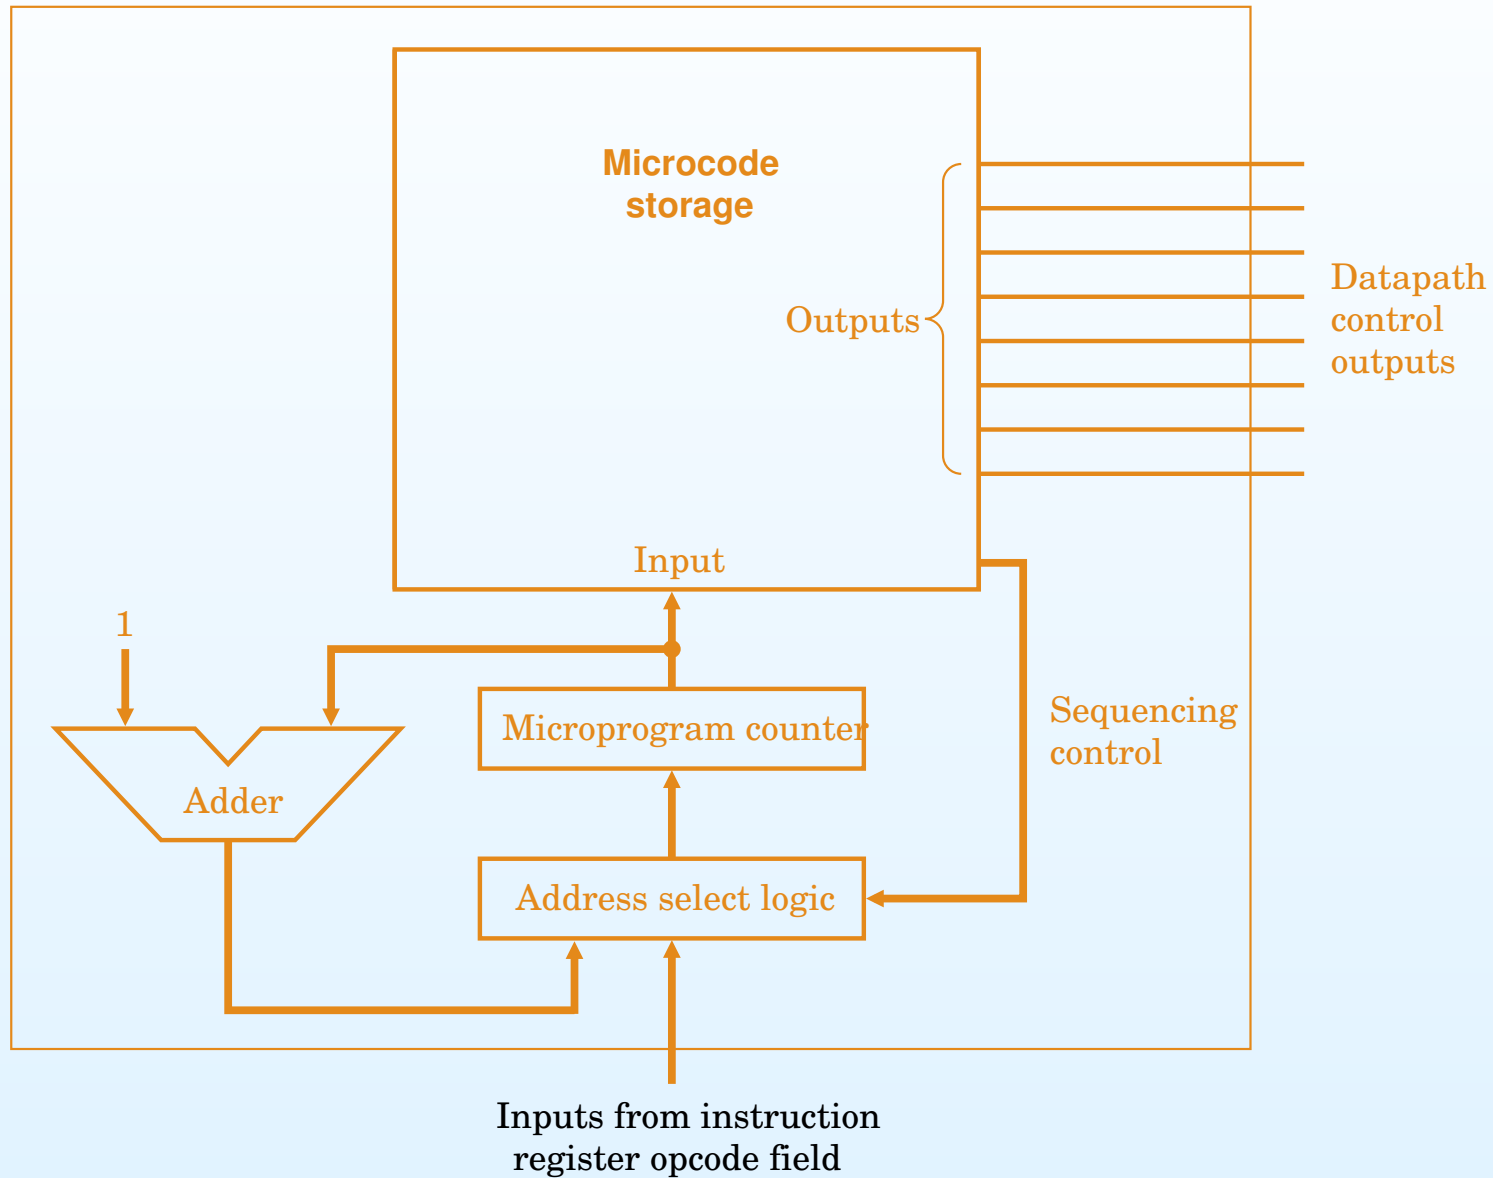 Microcode
storage
Outputs
Datapath
control
outputs
Input
1
Microprogram counter
Sequencing
control
Adder
Address select logic
Inputs from instruction
register opcode field